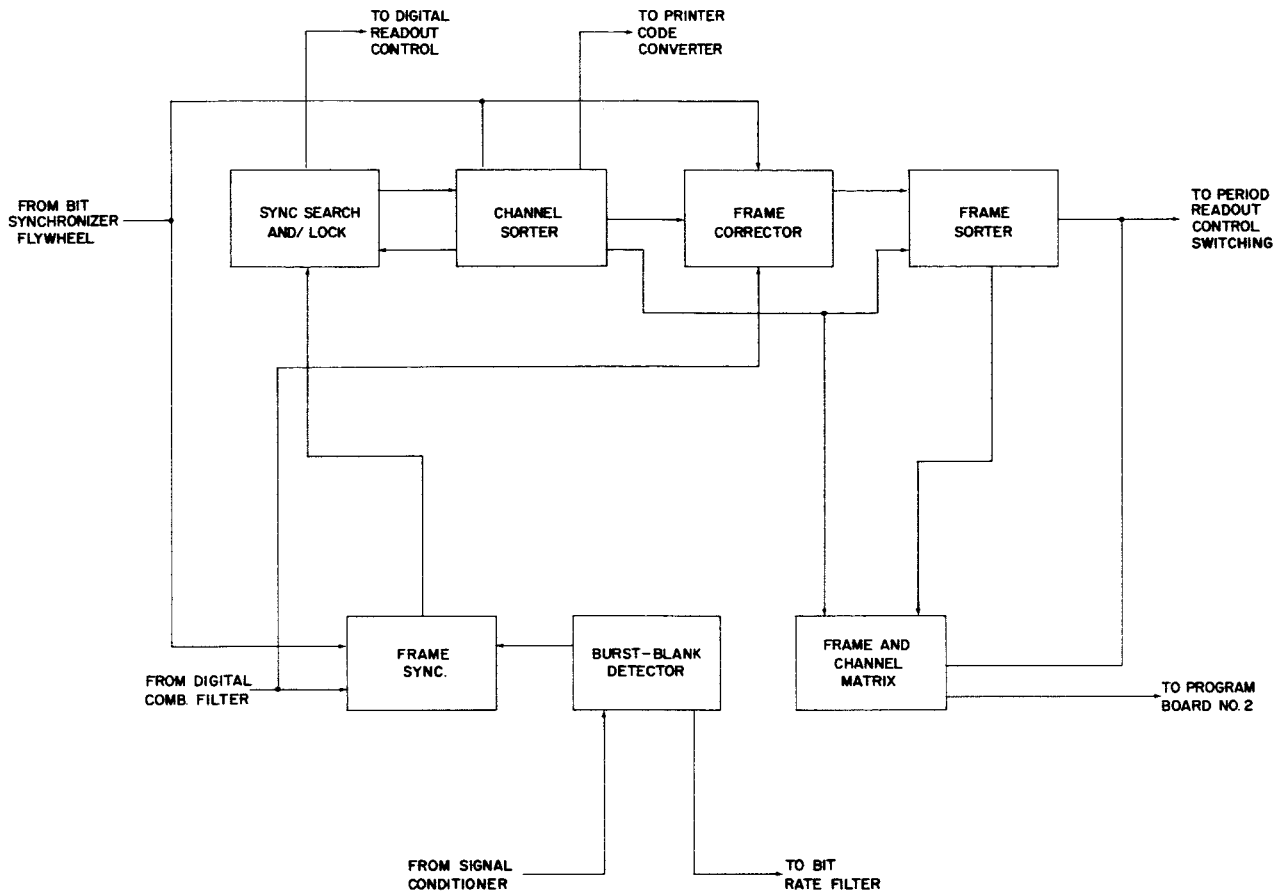 TO DIGITAL
READOUT
CONTROL
TO PRINTER
CODE
CONVERTER
FROM BIT
SYNCHRONIZER
FLYWHEEL
SYNC SEARCH
AND/ LOCK
CHANNEL
SORTER
FRAME
CORRECTOR
FRAME
SORTER
TO PERIOD
READOUT
CONTROL
SWITCHING
FROM DIGITAL
COMB. FILTER
FRAME
SYNC.
BURST-BLANK
DETECTOR
FRAME AND
CHANNEL
MATRIX
TO PROGRAM
BOARD NO. 2
FROM SIGNAL
CONDITIONER
TO BIT
RATE FILTER